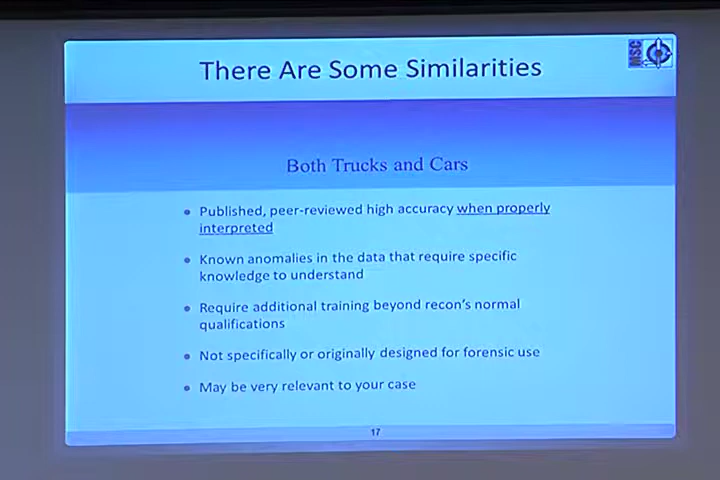 There Are Some Similarities
MSC
Both Trucks and Cars
Published, peer-reviewed high accuracy when properly
interpreted
Known anomalies in the data that require specific
knowledge to understand
Require additional training beyond recon's normal
qualifications
Not specifically or originally designed for forensic use
May be very relevant to your case
17